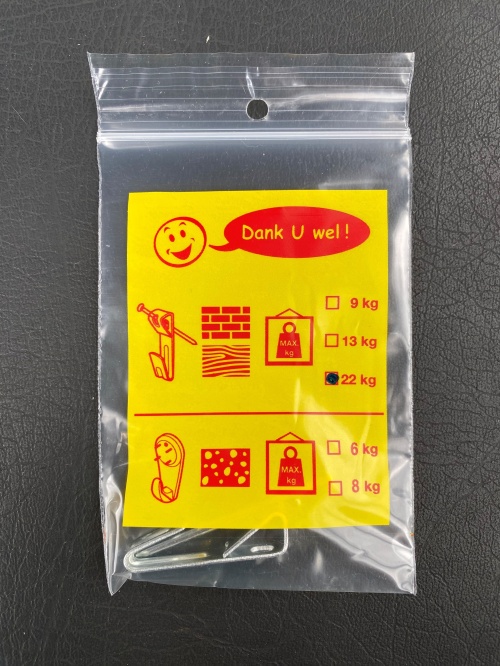 Dank U wel!
9 kg
MAX.
kg
13 kg
22 kg
6 kg
MAX.
kg
8 kg